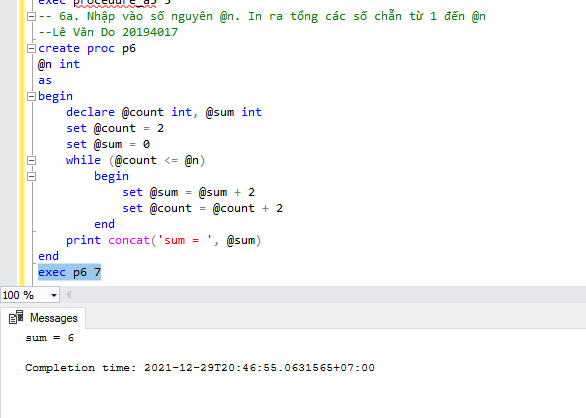 exec procedure_a5 5
-- 6a. Nhập vào số nguyên @n. In ra tổng các số chẵn từ 1 đến @n
--Lê Văn Do 20194017
create proc p6
@n int
as
begin
declare @count int, @sum int
set @count = 2
set @sum = 0
while (@count <= @n)
begin
set @sum = @sum + 2
set @count = @count + 2
end
print concat('sum = ', @sum)
end
exec p6 7
100 %
Messages
sum = 6
Completion time: 2021-12-29T20:46:55.0631565+07:00